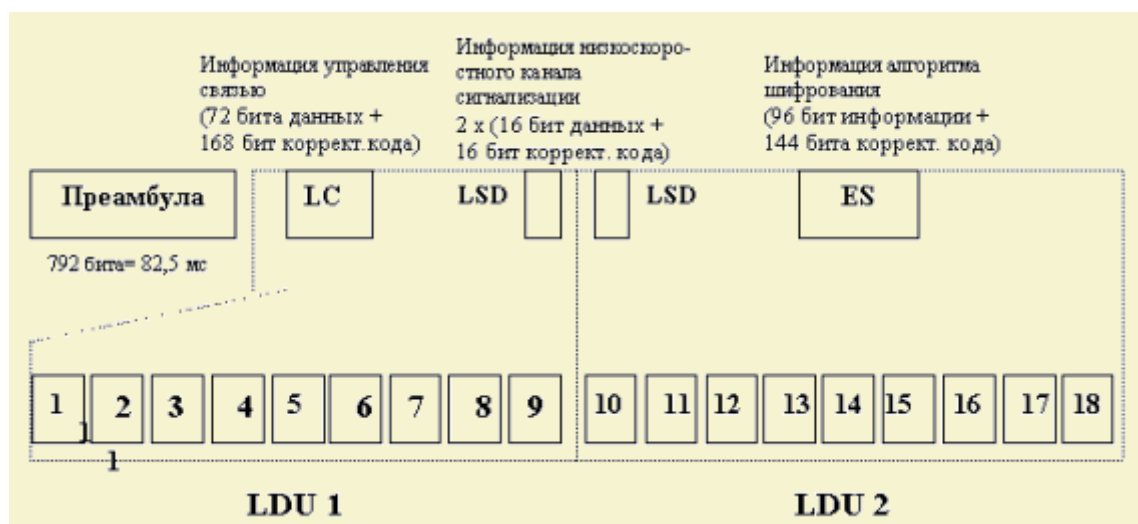 Информация управления
связью
(72 бита данных +
168 бит коррект.кода)
Информация низкоскоро-
стного канала
сигнализации
2 х (16 бит данных +
16 бит коррект. кода)
Информация алгоритма
шифрования
(96 бит информации +
144 бита коррект. кода)
Преамбула
LC
LSD
LSD
ES
792 бита= 82,5 мс
1 2 3 4 5 6 7 8 9 10 11 12 13 14 15 16 17 18
1
1
LDU 1
LDU 2